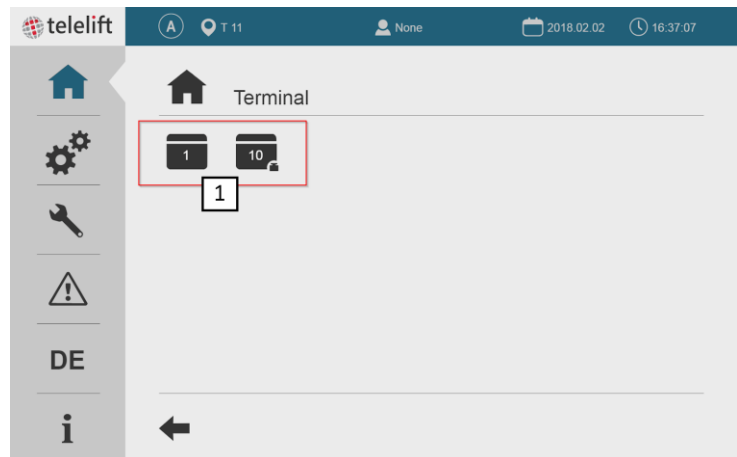 telelift
A
T 11
None
2018.02.02
16:37:07
Terminal
1
10
1
DE
i